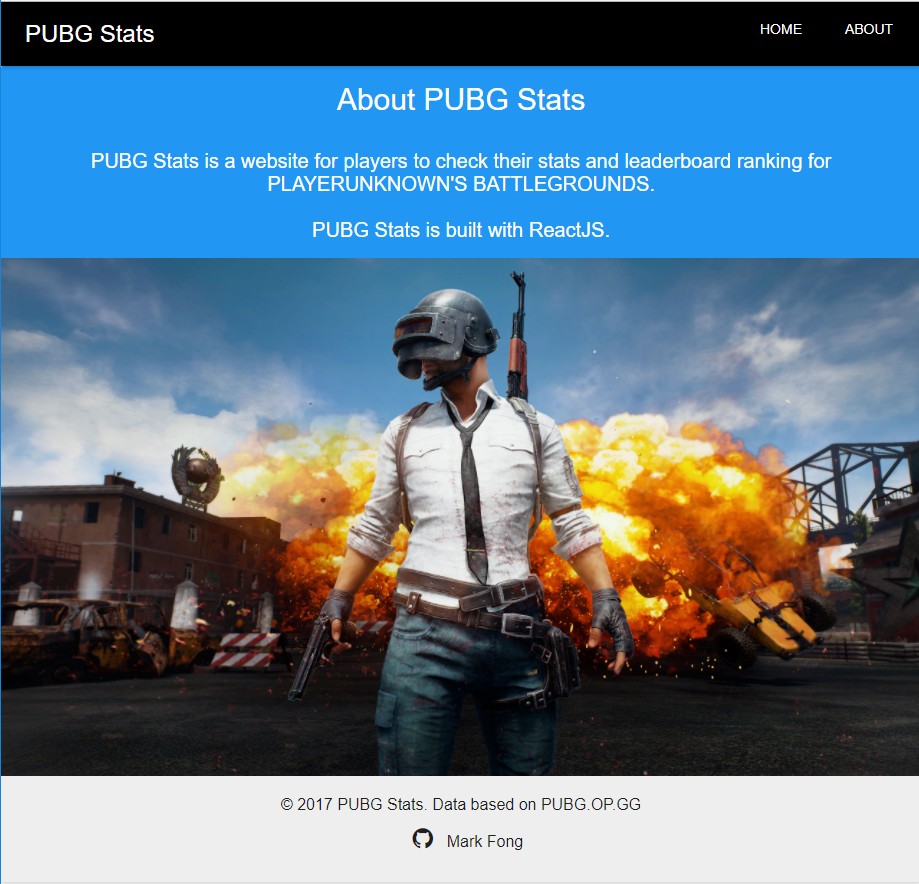 PUBG Stats
HOME ABOUT
About PUBG Stats
PUBG Stats is a website for players to check their stats and leaderboard ranking for
PLAYERUNKNOWN'S BATTLEGROUNDS.
PUBG Stats is built with ReactJS.
© 2017 PUBG Stats. Data based on PUBG.OP.GG
Mark Fong